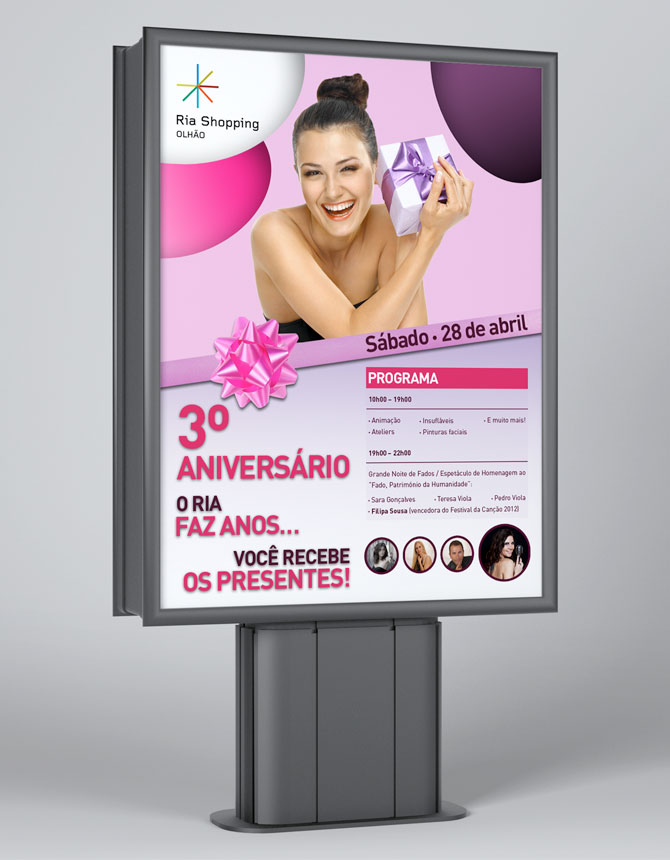 Ria Shopping
OLHÃO
Sábado • 28 de abril
3º
ANIVERSÁRIO
O RIA
FAZ ANOS...
VOCÊ RECEBE
OS PRESENTES!
PROGRAMA
10h00 – 19h00
• Animação • Insufláveis • E muito mais!
• Ateliers • Pinturas faciais
19h00 – 22h00
Grande Noite de Fados / Espetáculo de Homenagem ao
"Fado, Património da Humanidade":
• Sara Gonçalves • Teresa Viola • Pedro Viola
• Filipa Sousa (vencedora do Festival da Canção 2012)